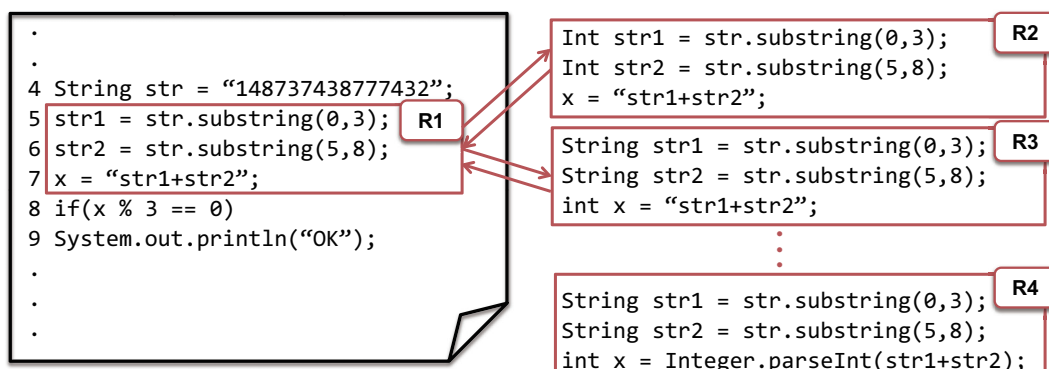 .
.
4 String str = “148737438777432”;
5 str1 = str.substring(0,3); R1
6 str2 = str.substring(5,8);
7 x = “str1+str2”;
8 if(x % 3 == 0)
9 System.out.println(“OK”);
.
.
.
Int str1 = str.substring(0,3); R2
Int str2 = str.substring(5,8);
x = “str1+str2”;
String str1 = str.substring(0,3); R3
String str2 = str.substring(5,8);
int x = “str1+str2”;
String str1 = str.substring(0,3); R4
String str2 = str.substring(5,8);
int x = Integer.parseInt(str1+str2);